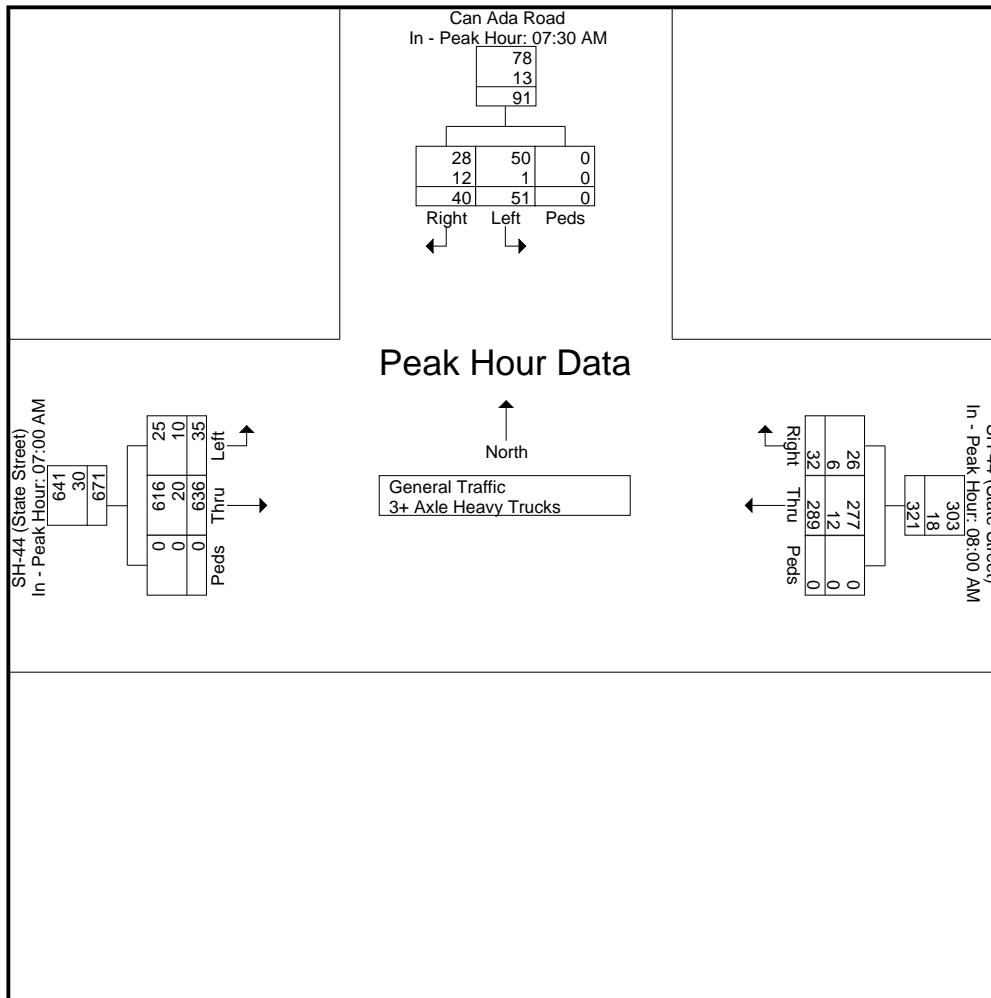 Can Ada Road
In - Peak Hour: 07:30 AM
78
13
91
28 50 0
12 1 0
40 51 0
Right Left Peds
Peak Hour Data
North
General Traffic
3+ Axle Heavy Trucks
SH-44 (State Street)
In - Peak Hour: 07:00 AM
641
30
671
25 616 0
10 20 0
35 636 0
Left Thru Peds
SH-44 (State Street)
In - Peak Hour: 08:00 AM
303
18
321
26 277 0
6 12 0
32 289 0
Right Thru Peds